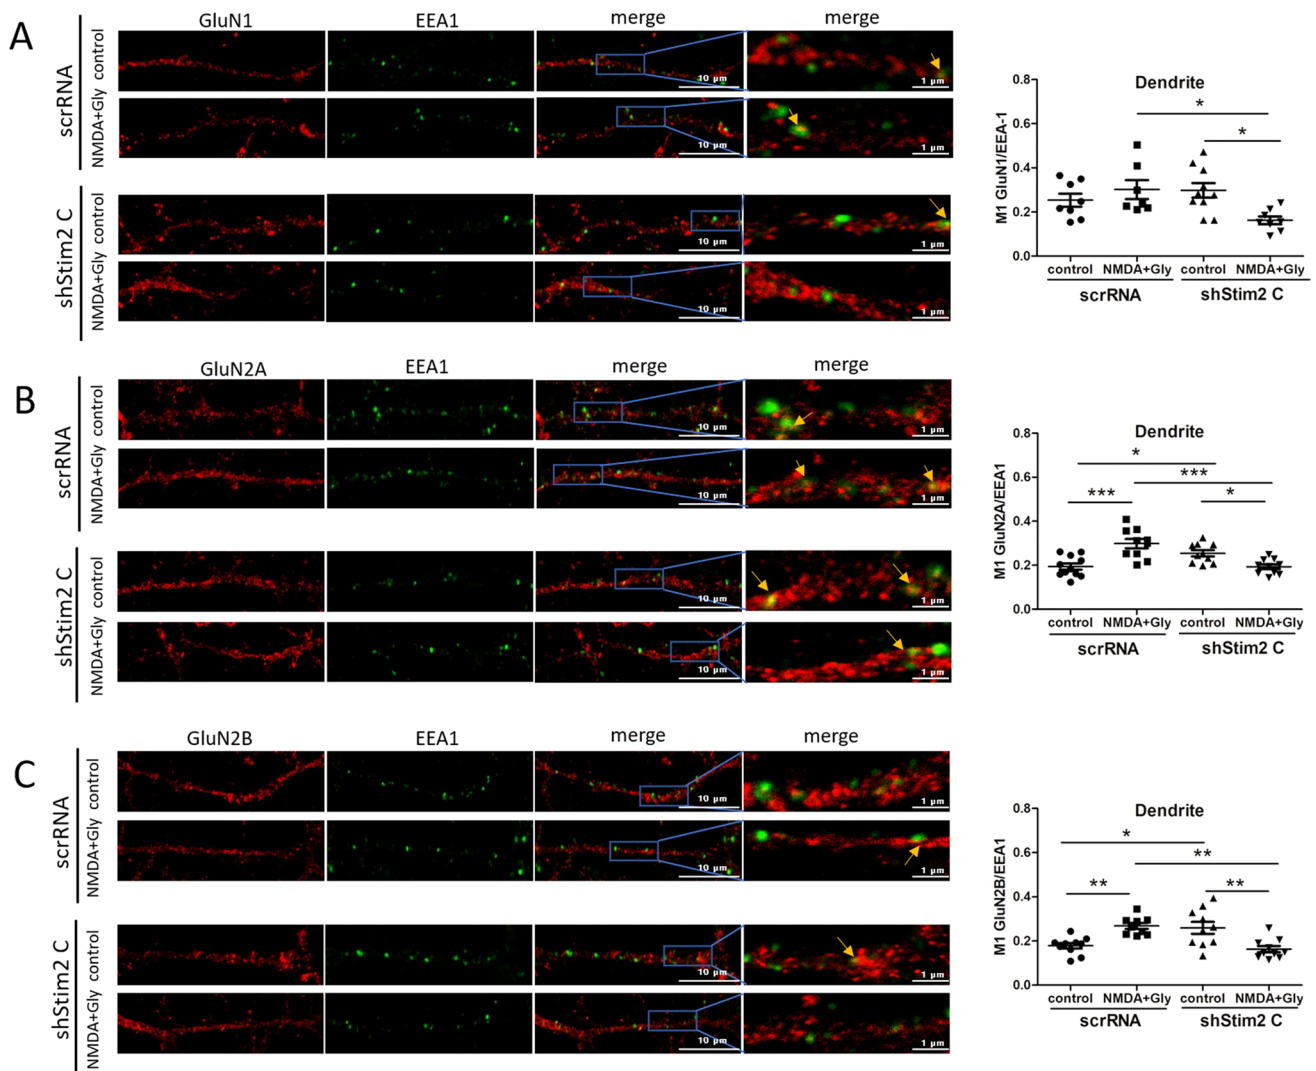 A
GluN1 EEA1 merge merge
scrRNA
control
10 µm 1 µm
NMDA+Gly
10 µm 1 µm
shStim2 C
control
10 µm 1 µm
NMDA+Gly
10 µm 1 µm
Dendrite
M1 GluN1/EEA-1
0.8
0.6
0.4
0.2
0.0
*
*
control NMDA+Gly control NMDA+Gly
scrRNA shStim2 C
B
GluN2A EEA1 merge merge
scrRNA
control
10 µm 1 µm
NMDA+Gly
10 µm 1 µm
shStim2 C
control
10 µm 1 µm
NMDA+Gly
10 µm 1 µm
Dendrite
M1 GluN2A/EEA1
0.8
0.6
0.4
0.2
0.0
*
***
*** *
control NMDA+Gly control NMDA+Gly
scrRNA shStim2 C
C
GluN2B EEA1 merge merge
scrRNA
control
10 µm 1 µm
NMDA+Gly
10 µm 1 µm
shStim2 C
control
10 µm 1 µm
NMDA+Gly
10 µm 1 µm
Dendrite
M1 GluN2B/EEA1
0.8
0.6
0.4
0.2
0.0
*
**
** **
control NMDA+Gly control NMDA+Gly
scrRNA shStim2 C